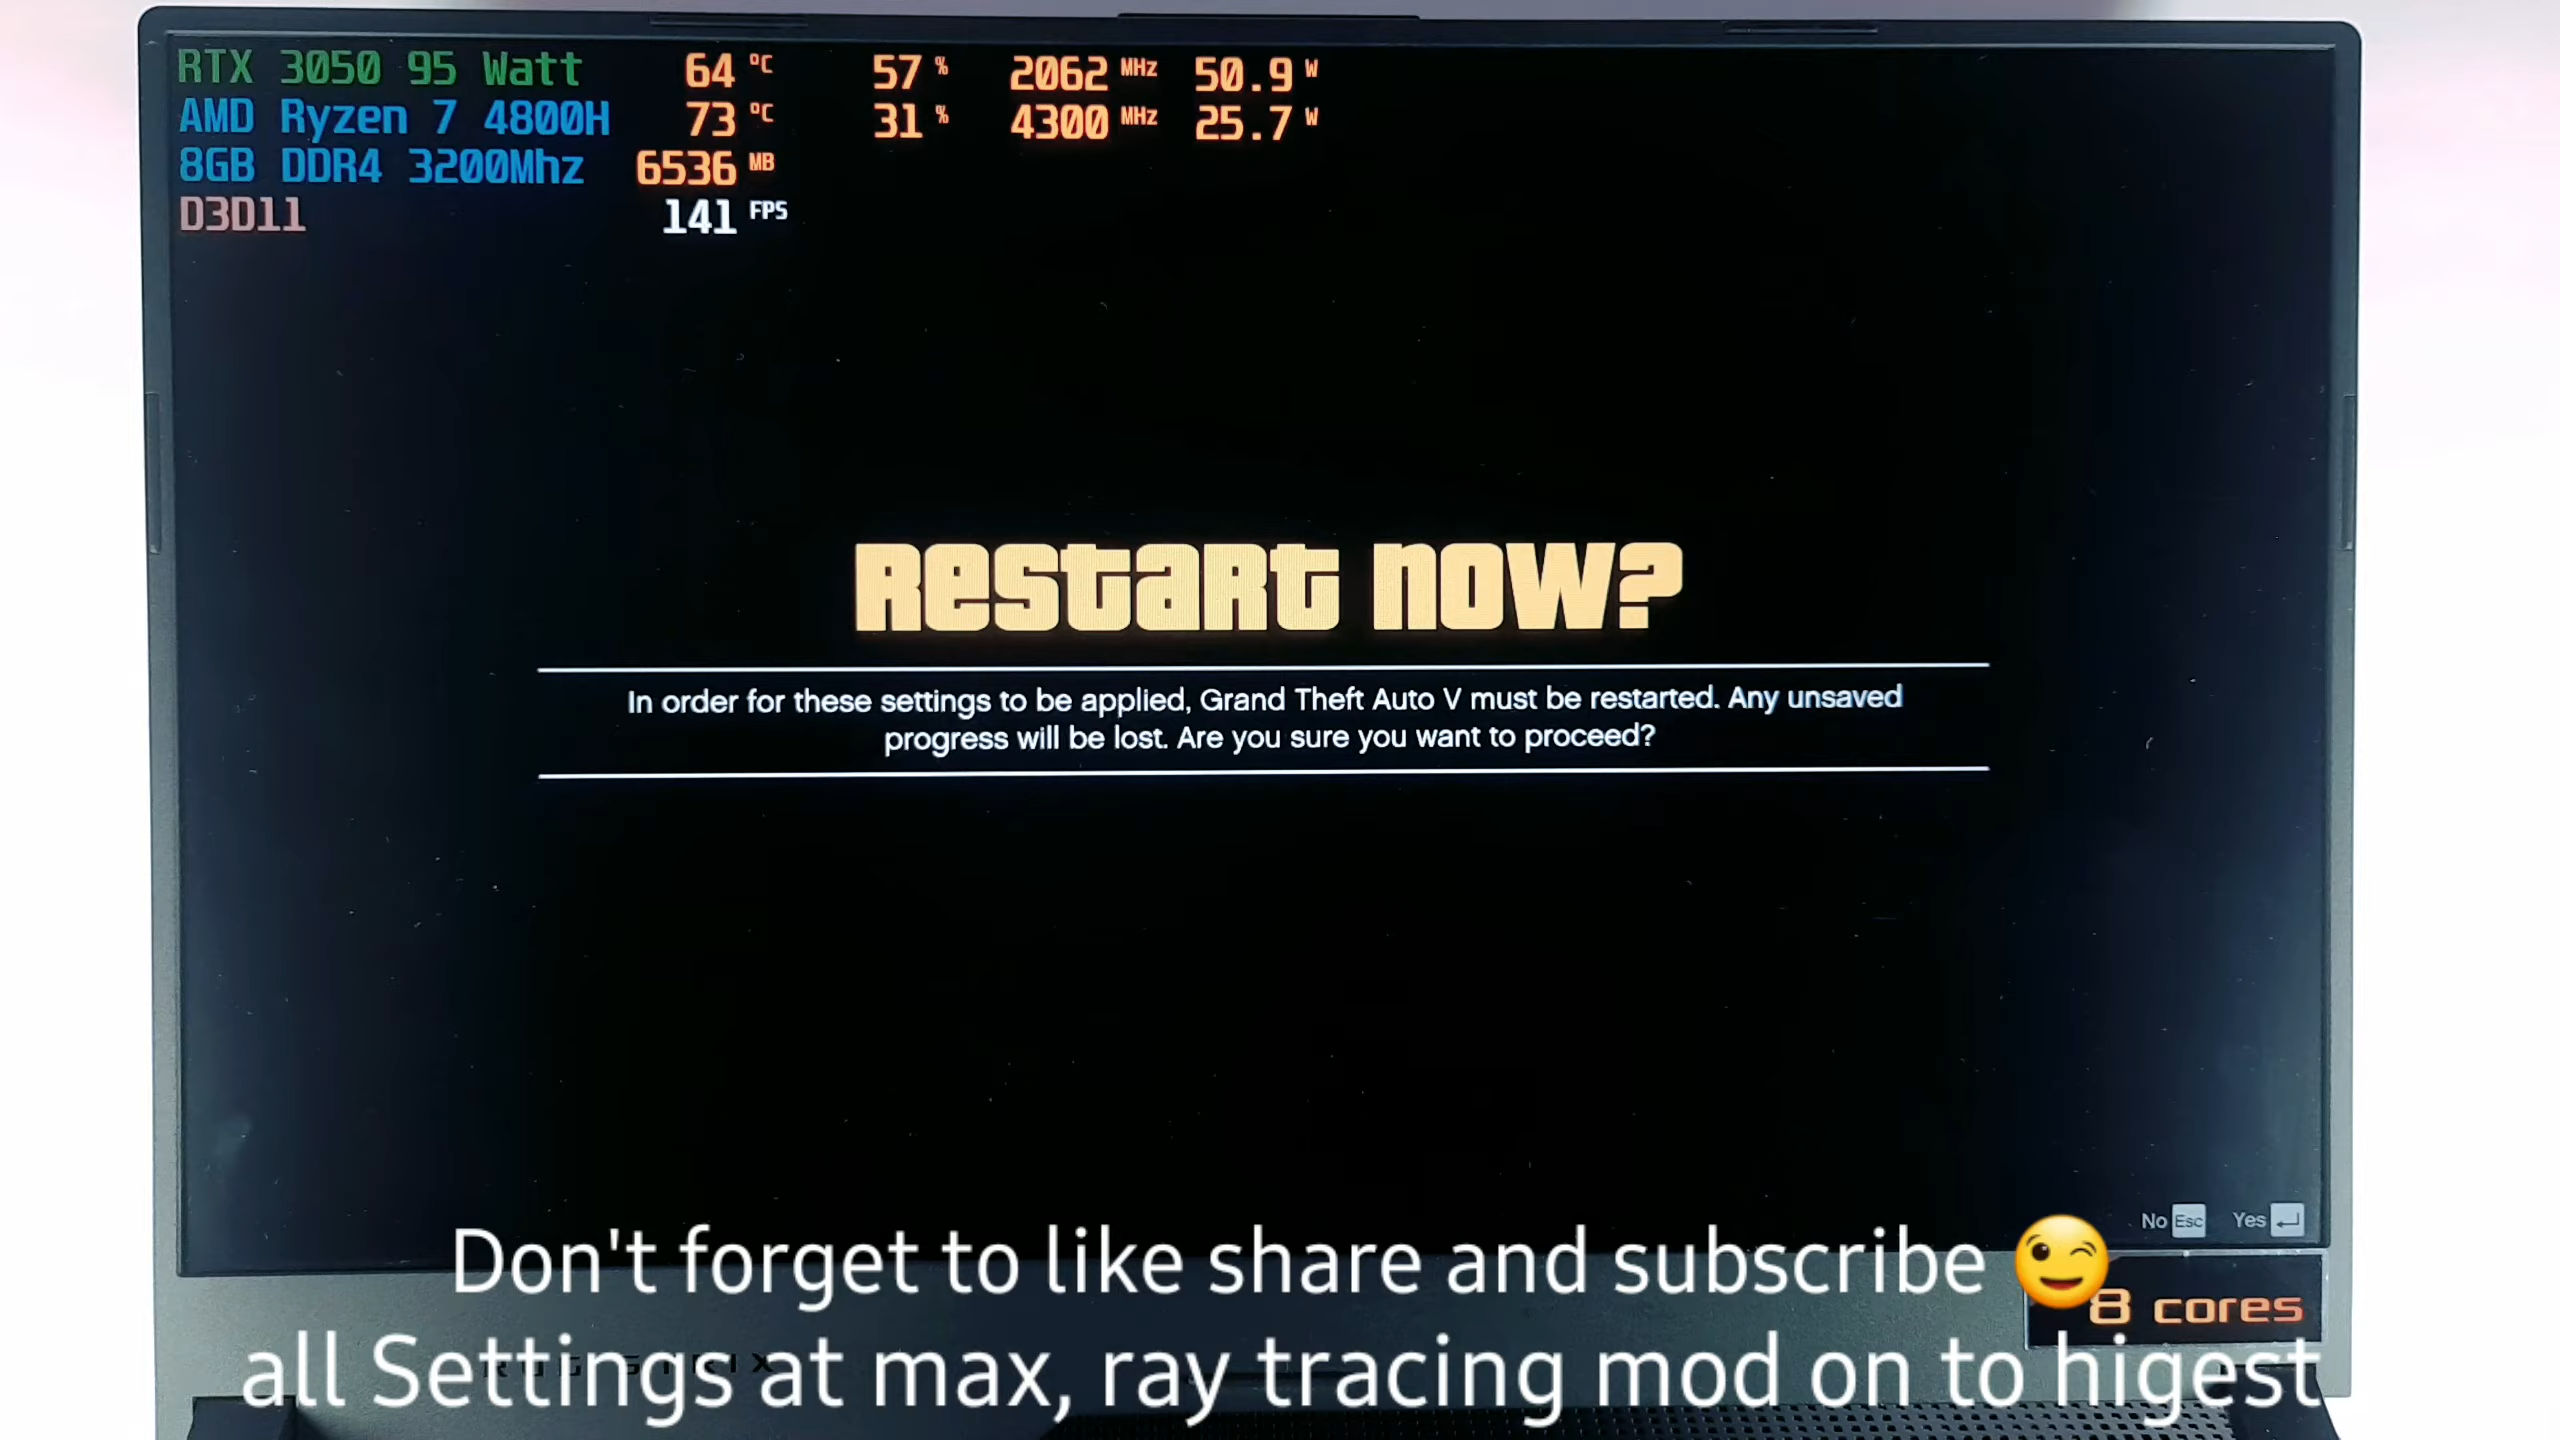 RTX 3050 95 Watt 64 °C 57 % 2062 MHz 50.9 W
AMD Ryzen 7 4800H 73 °C 31 % 4300 MHz 25.7 W
8GB DDR4 3200Mhz 6536 MB
D3D11 141 FPS
Restart now?
In order for these settings to be applied, Grand Theft Auto V must be restarted. Any unsaved
progress will be lost. Are you sure you want to proceed?
No Esc Yes
Don't forget to like share and subscribe 😉
8 cores
all Settings at max, ray tracing mod on to higest